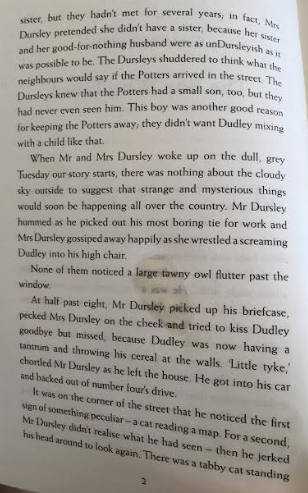 sister, but they hadn't met for several years; in fact, Mrs
Dursley pretended she didn't have a sister, because her sister
and her good-for-nothing husband were as unDursleyish as it
was possible to be. The Dursleys shuddered to think what the
neighbours would say if the Potters arrived in the street. The
Dursleys knew that the Potters had a small son, too, but they
had never even seen him. This boy was another good reason
for keeping the Potters away; they didn't want Dudley mixing
with a child like that.
When Mr and Mrs Dursley woke up on the dull, grey
Tuesday our story starts, there was nothing about the cloudy
sky outside to suggest that strange and mysterious things
would soon be happening all over the country. Mr Dursley
hummed as he picked out his most boring tie for work and
Mrs Dursley gossiped away happily as she wrestled a screaming
Dudley into his high chair.
None of them noticed a large tawny owl flutter past the
window.
At half past eight, Mr Dursley picked up his briefcase,
pecked Mrs Dursley on the cheek and tried to kiss Dudley
goodbye but missed, because Dudley was now having a
tantrum and throwing his cereal at the walls. 'Little tyke,'
chortled Mr Dursley as he left the house. He got into his car
and backed out of number four's drive.
It was on the corner of the street that he noticed the first
sign of something peculiar – a cat reading a map. For a second,
Mr Dursley didn't realise what he had seen – then he jerked
his head around to look again. There was a tabby cat standing
2